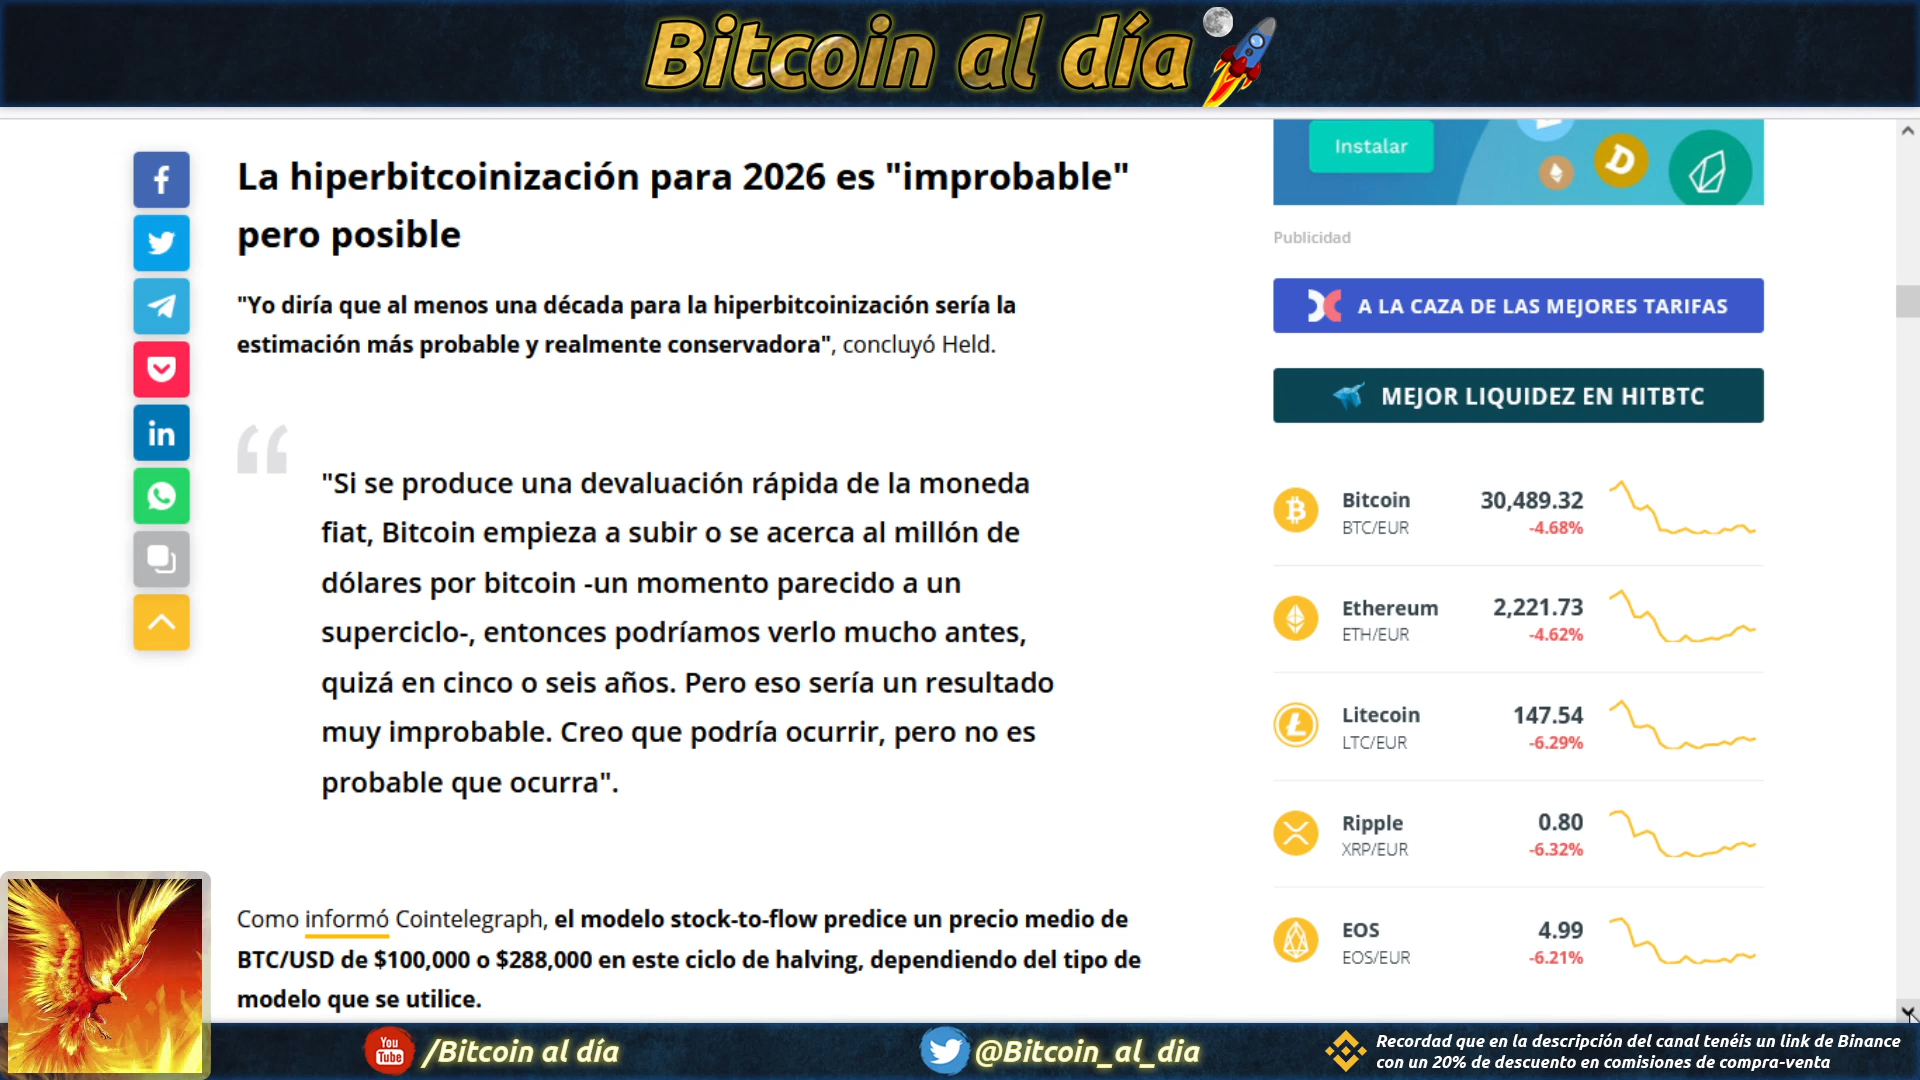 Bitcoin al día
La hiperbitcoinización para 2026 es "improbable"
pero posible
"Yo diría que al menos una década para la hiperbitcoinización sería la
estimación más probable y realmente conservadora", concluyó Held.
"Si se produce una devaluación rápida de la moneda
fiat, Bitcoin empieza a subir o se acerca al millón de
dólares por bitcoin -un momento parecido a un
superciclo-, entonces podríamos verlo mucho antes,
quizá en cinco o seis años. Pero eso sería un resultado
muy improbable. Creo que podría ocurrir, pero no es
probable que ocurra".
Como informó Cointelegraph, el modelo stock-to-flow predice un precio medio de
BTC/USD de $100,000 o $288,000 en este ciclo de halving, dependiendo del tipo de
modelo que se utilice.
Instalar
Publicidad
A LA CAZA DE LAS MEJORES TARIFAS
MEJOR LIQUIDEZ EN HITBTC
Bitcoin 30,489.32
BTC/EUR -4.68%
Ethereum 2,221.73
ETH/EUR -4.62%
Litecoin 147.54
LTC/EUR -6.29%
Ripple 0.80
XRP/EUR -6.32%
EOS 4.99
EOS/EUR -6.21%
You
Tube
/Bitcoin al día
@Bitcoin_al_dia
Recordad que en la descripción del canal tenéis un link de Binance
con un 20% de descuento en comisiones de compra-venta